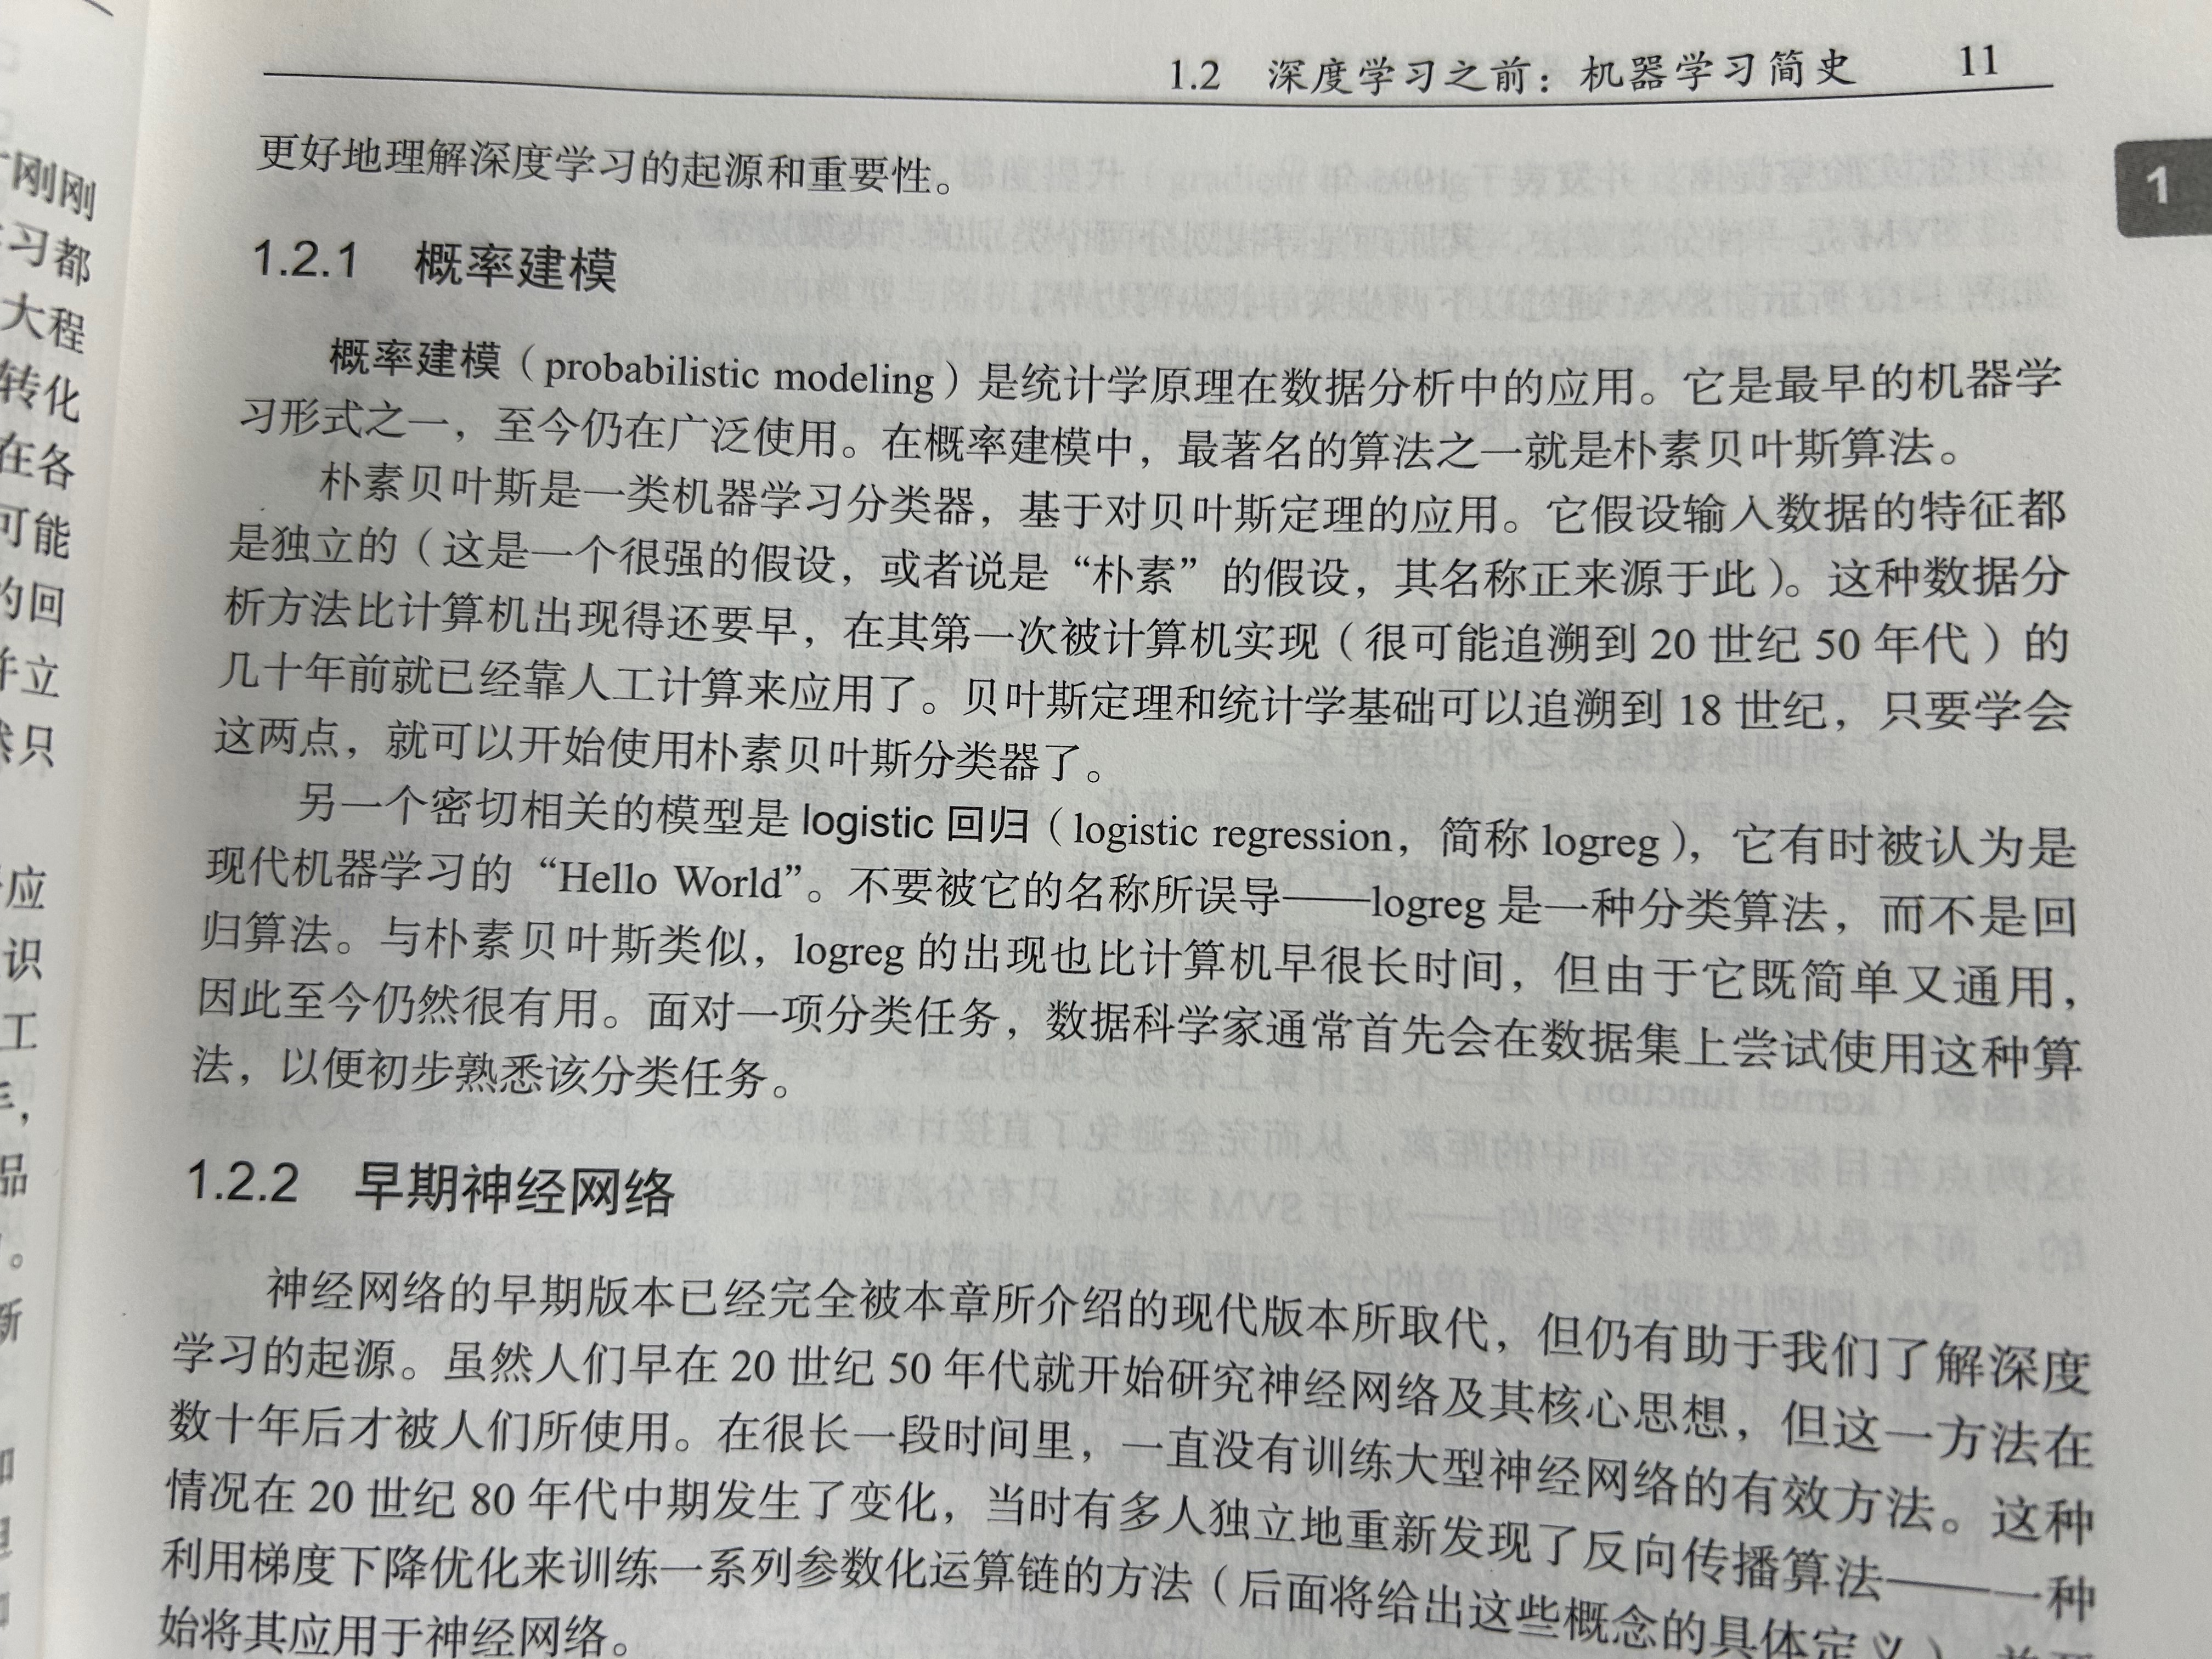 1.2 深度学习之前：机器学习简史 11
更好地理解深度学习的起源和重要性。
1
1.2.1 概率建模
概率建模（probabilistic modeling）是统计学原理在数据分析中的应用。它是最早的机器学
习形式之一，至今仍在广泛使用。在概率建模中，最著名的算法之一就是朴素贝叶斯算法。
朴素贝叶斯是一类机器学习分类器，基于对贝叶斯定理的应用。它假设输入数据的特征都
是独立的（这是一个很强的假设，或者说是“朴素”的假设，其名称正来源于此）。这种数据分
析方法比计算机出现得还要早，在其第一次被计算机实现（很可能追溯到 20 世纪 50 年代）的
几十年前就已经靠人工计算来应用了。贝叶斯定理和统计学基础可以追溯到 18 世纪，只要学会
这两点，就可以开始使用朴素贝叶斯分类器了。
另一个密切相关的模型是 logistic 回归（logistic regression，简称 logreg），它有时被认为是
现代机器学习的“Hello World”。不要被它的名称所误导——logreg 是一种分类算法，而不是回
归算法。与朴素贝叶斯类似，logreg 的出现也比计算机早很长时间，但由于它既简单又通用，
因此至今仍然很有用。面对一项分类任务，数据科学家通常首先会在数据集上尝试使用这种算
法，以便初步熟悉该分类任务。
1.2.2 早期神经网络
神经网络的早期版本已经完全被本章所介绍的现代版本所取代，但仍有助于我们了解深度
学习的起源。虽然人们早在 20 世纪 50 年代就开始研究神经网络及其核心思想，但这一方法在
数十年后才被人们所使用。在很长一段时间里，一直没有训练大型神经网络的有效方法。这种
情况在 20 世纪 80 年代中期发生了变化，当时有多人独立地重新发现了反向传播算法——一种
利用梯度下降优化来训练一系列参数化运算链的方法（后面将给出这些概念的具体定义）
始将其应用于神经网络。
刚刚
习都
大程
转化
在各
可能
的回
立
只
应
识
工
品